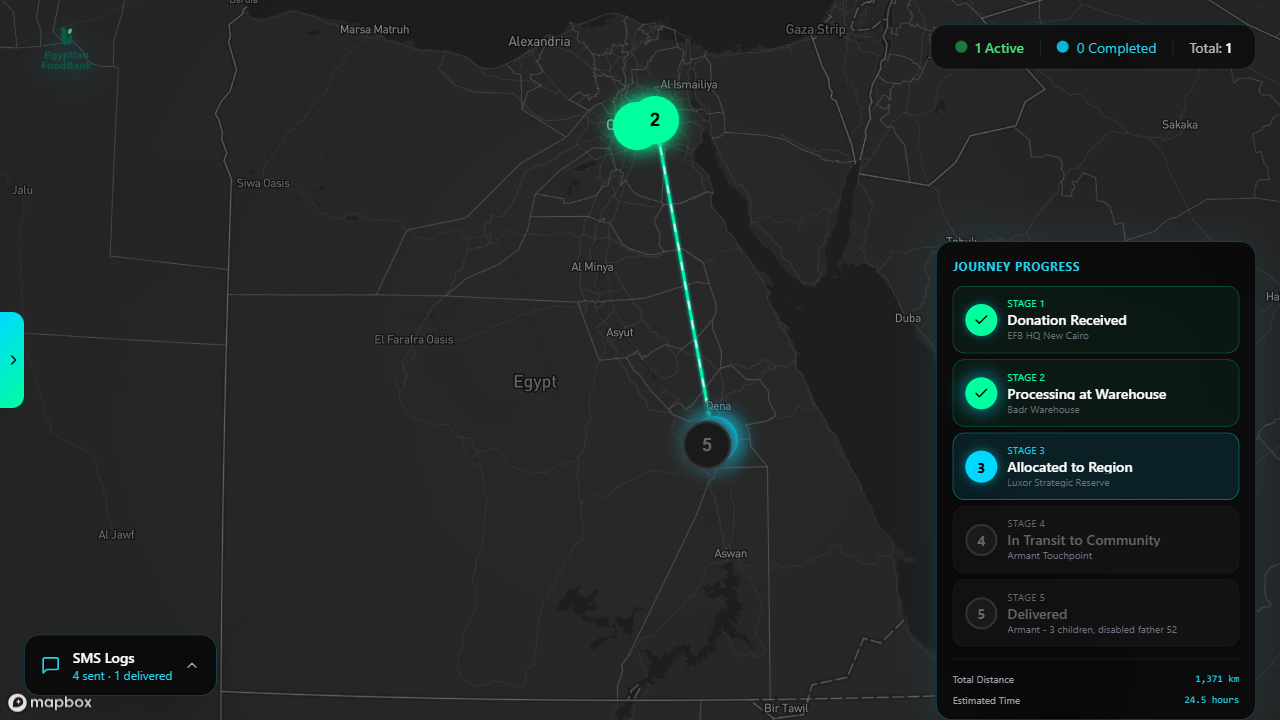 Marsa Matruh
Alexandria
Gaza Strip
Egyptian
FoodBank
1 Active
0 Completed
Total: 1
Al Ismailiya
2
Sakaka
Siwa Oasis
Jalu
JOURNEY PROGRESS
Al Minya
STAGE 1
Donation Received
EFB HQ New Cairo
Duba
Asyut
El Farafra Oasis
STAGE 2
Processing at Warehouse
Badr Warehouse
Egypt
Qena
5
STAGE 3
3
Allocated to Region
Luxor Strategic Reserve
Al Jawf
Aswan
STAGE 4
4
In Transit to Community
Armant Touchpoint
STAGE 5
5
Delivered
Armant - 3 children, disabled father 52
SMS Logs
4 sent · 1 delivered
Total Distance
1,371 km
Estimated Time
24.5 hours
mapbox
Bir Tawil